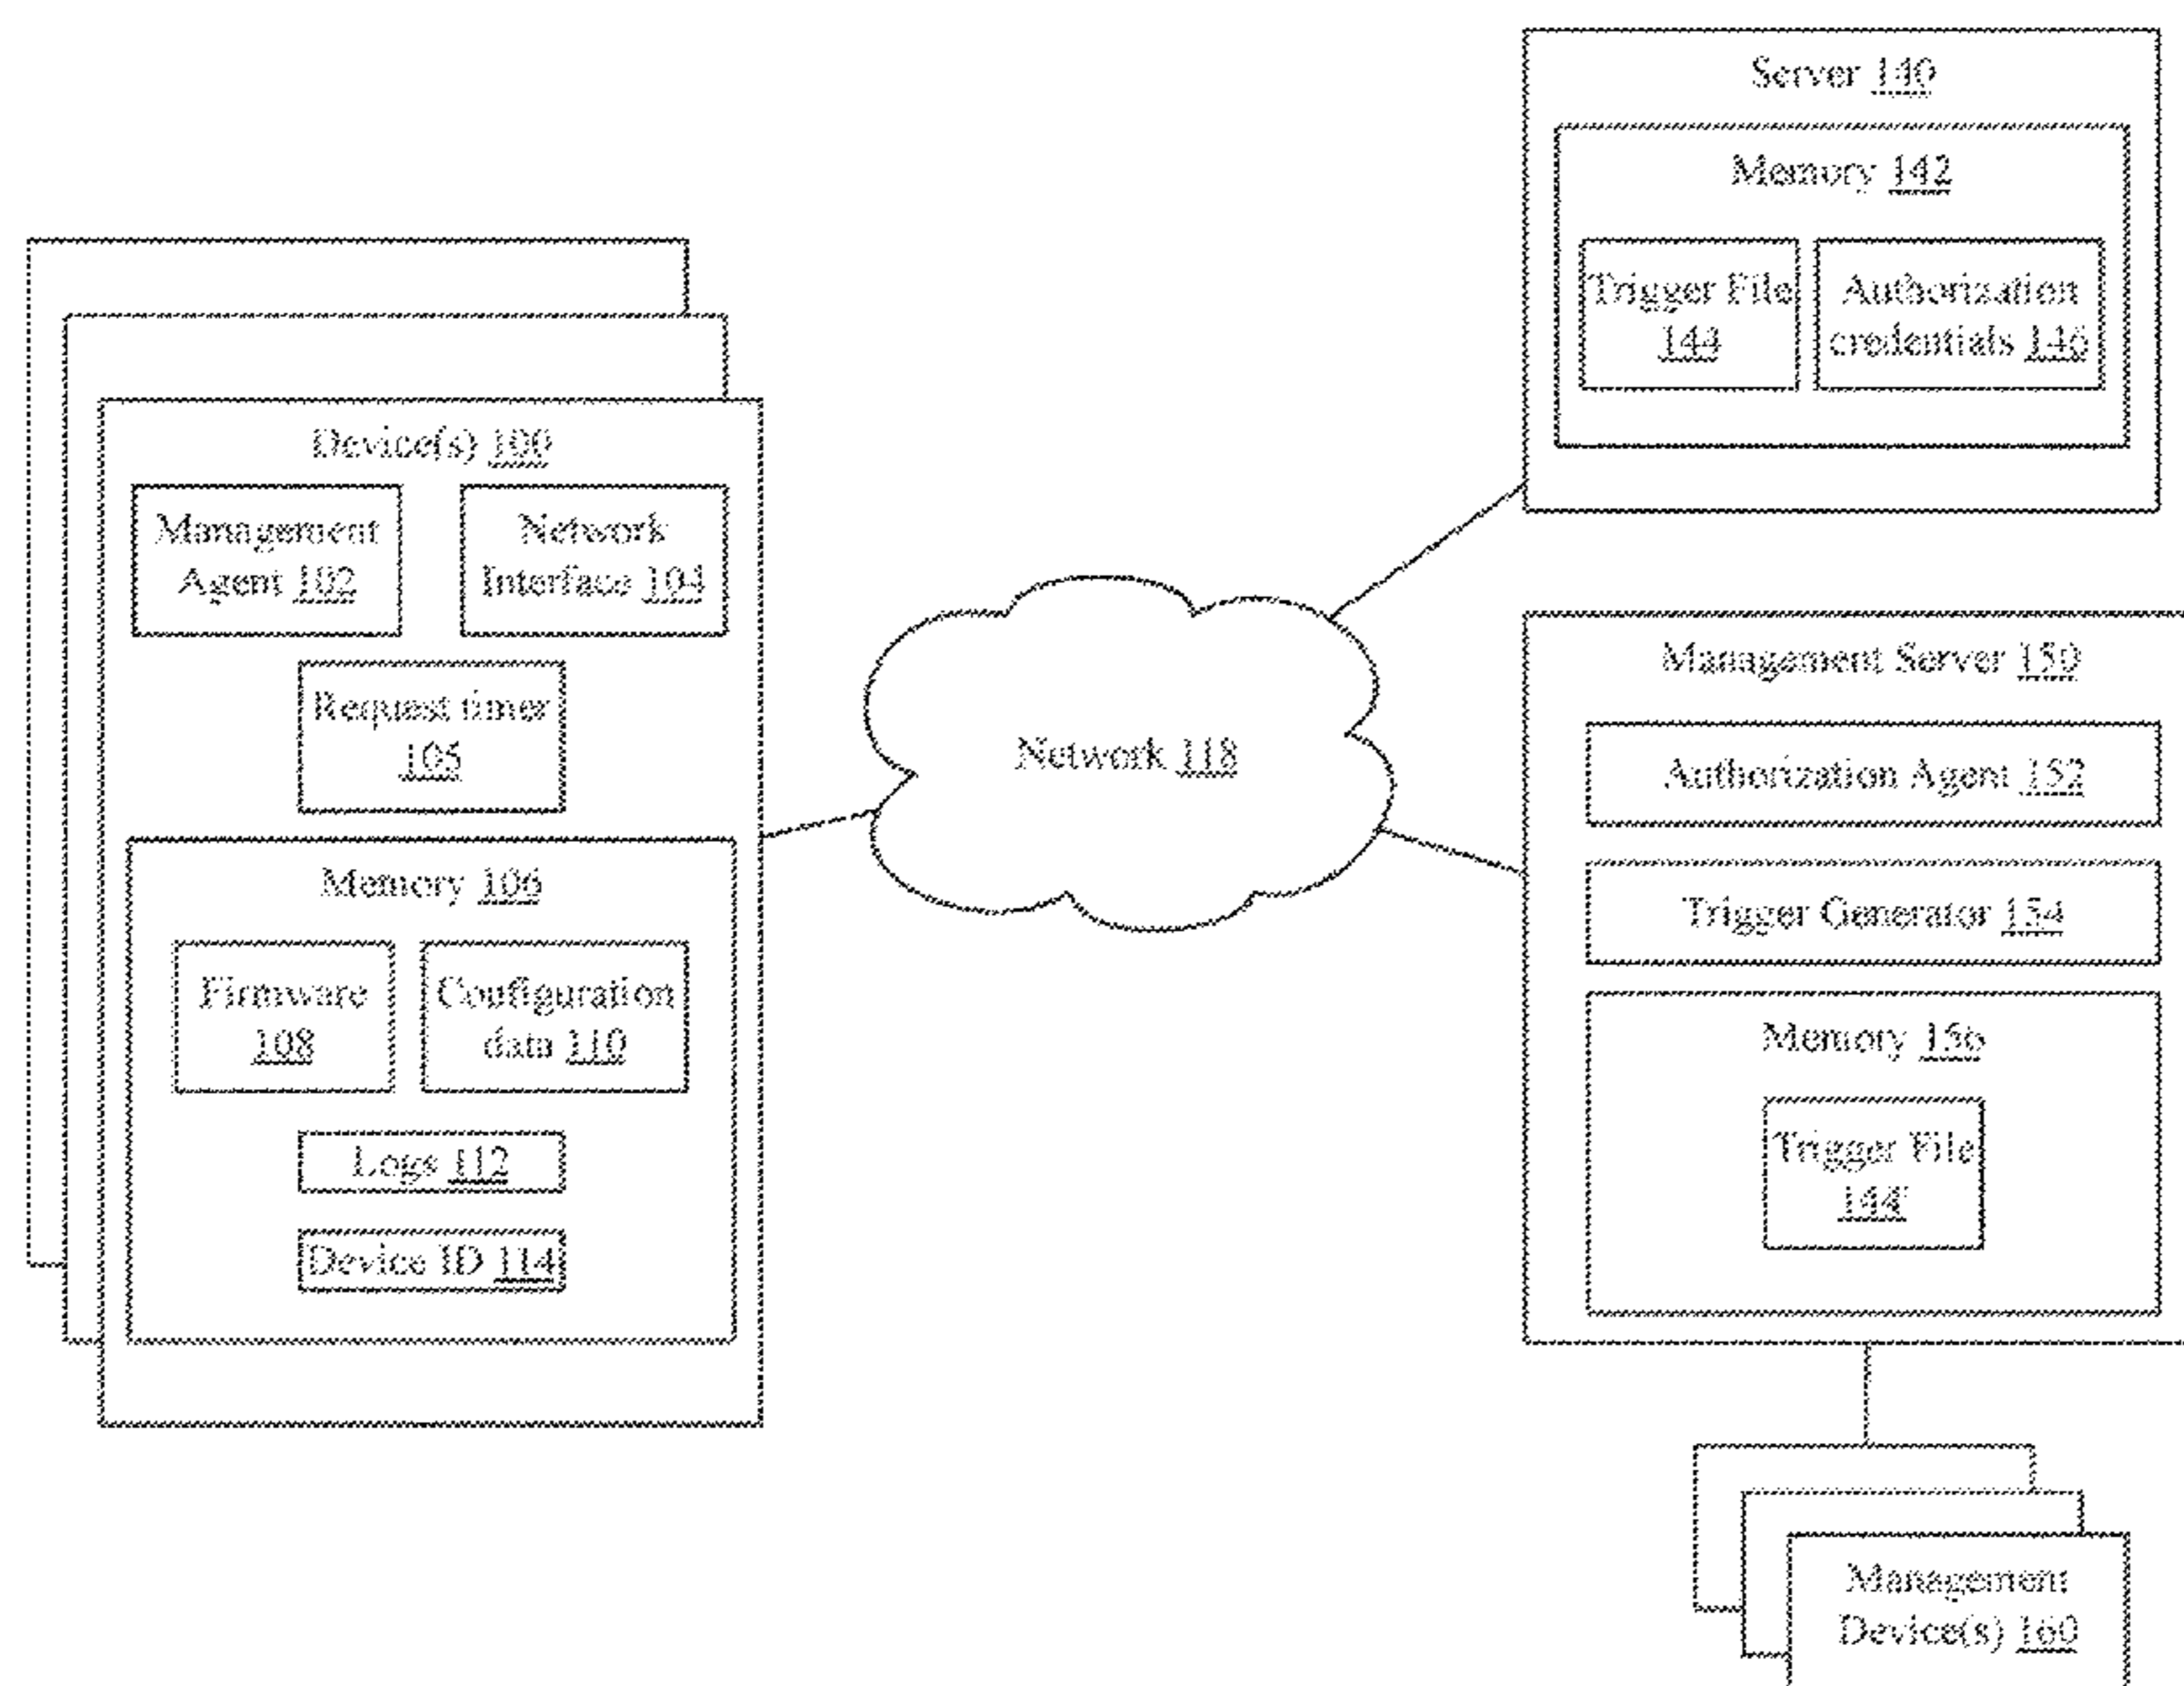 Server 140
Memory 142
Trigger File
144
Authorization
credentials 146
Device(s) 100
Management
Agent 102
Network
Interface 104
Request timer
105
Memory 106
Firmware
108
Configuration
data 110
Logs 112
Device ID 114
Network 118
Management Server 150
Authorization Agent 152
Trigger Generator 154
Memory 156
Trigger File
144'
Management
Device(s) 160